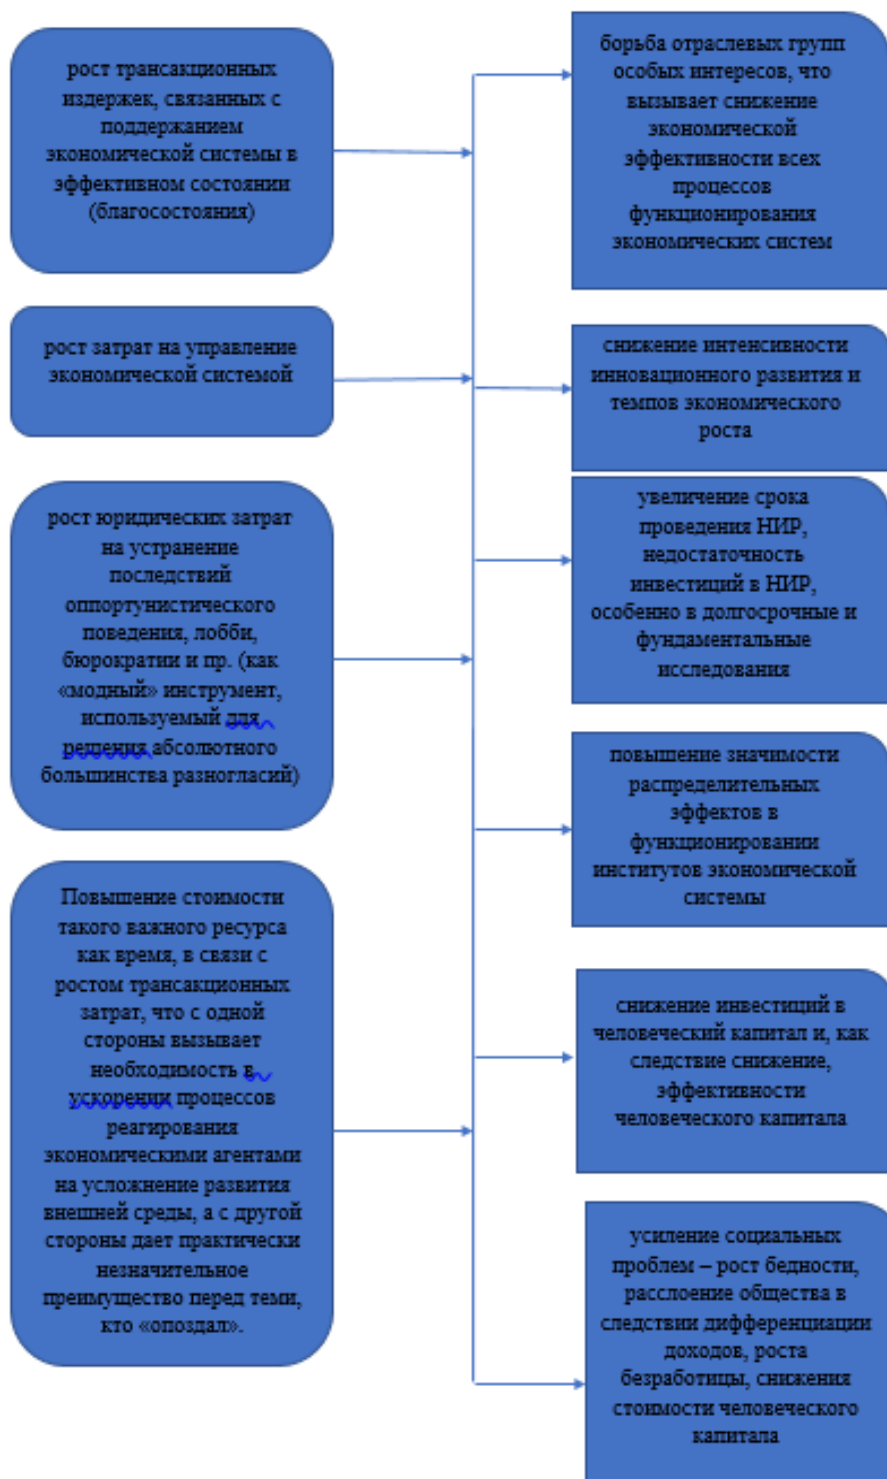 рост трансакционных
издержек, связанных с
поддержанием
экономической системы в
эффективном состоянии
(благосостояния)
рост затрат на управление
экономической системой
рост юридических затрат
на устранение
последствий
оппортунистического
поведения, лобби,
бюрократии и пр. (как
«модный» инструмент,
используемый для
решения абсолютного
большинства разногласий)
Повышение стоимости
такого важного ресурса
как время, в связи с
ростом трансакционных
затрат, что с одной
стороны вызывает
необходимость в
ускорении процессов
реагирования
экономическими агентами
на усложнение развития
внешней среды, а с другой
стороны дает практически
незначительное
преимущество перед теми,
кто «опоздал».
борьба отраслевых групп
особых интересов, что
вызывает снижение
экономической
эффективности всех
процессов
функционирования
экономических систем
снижение интенсивности
инновационного развития и
темпов экономического
роста
увеличение срока
проведения НИР,
недостаточность
инвестиций в НИР,
особенно в долгосрочные и
фундаментальные
исследования
повышение значимости
распределительных
эффектов в
функционировании
институтов экономической
системы
снижение инвестиций в
человеческий капитал и, как
следствие снижение,
эффективности
человеческого капитала
усиление социальных
проблем – рост бедности,
расслоение общества в
следствии дифференциации
доходов, роста
безработицы, снижения
стоимости человеческого
капитала